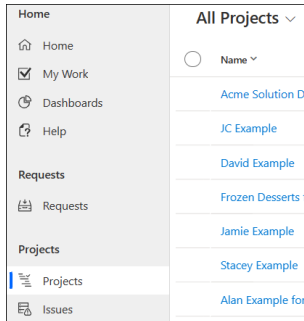 Home
Home
My Work
Dashboards
Help
Requests
Requests
Projects
Projects
Issues
All Projects
Name
Acme Solution D
JC Example
David Example
Frozen Desserts
Jamie Example
Stacey Example
Alan Example for